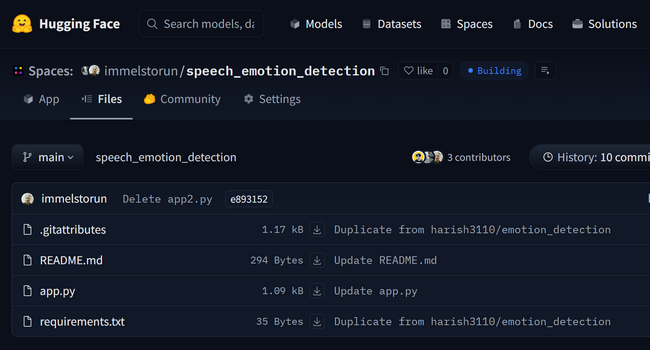 Hugging Face Search models, da Models Datasets Spaces Docs Solutions
Spaces: immelstorun/speech_emotion_detection like 0 Building
App Files Community Settings
main speech_emotion_detection 3 contributors History: 10 commi
immelstorun Delete app2.py e893152
.gitattributes 1.17 kB Duplicate from harish3110/emotion_detection
README.md 294 Bytes Update README.md
app.py 1.09 kB Update app.py
requirements.txt 35 Bytes Duplicate from harish3110/emotion_detection